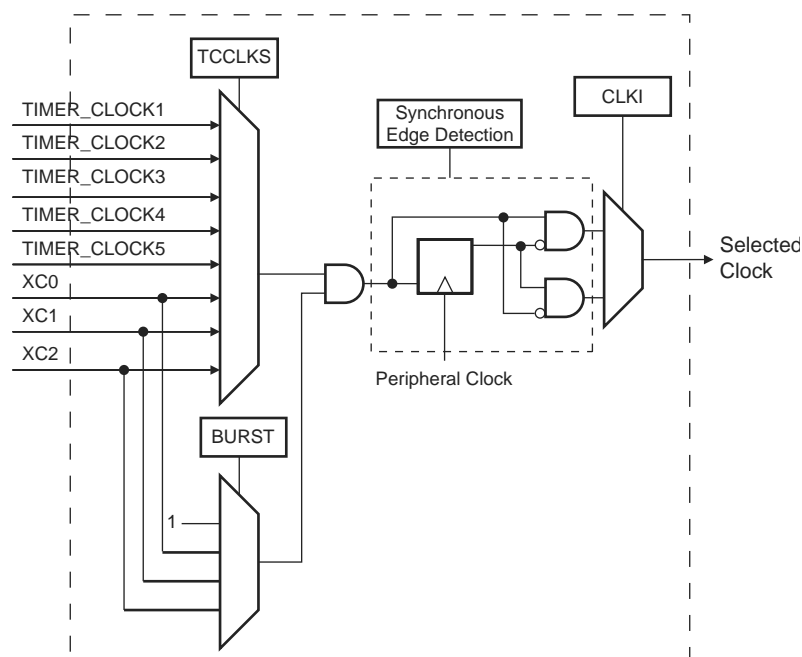 TCCLKS
TIMER_CLOCK1
TIMER_CLOCK2
TIMER_CLOCK3
TIMER_CLOCK4
TIMER_CLOCK5
XC0
XC1
XC2
Synchronous
Edge Detection
CLKI
Selected
Clock
Peripheral Clock
BURST
1